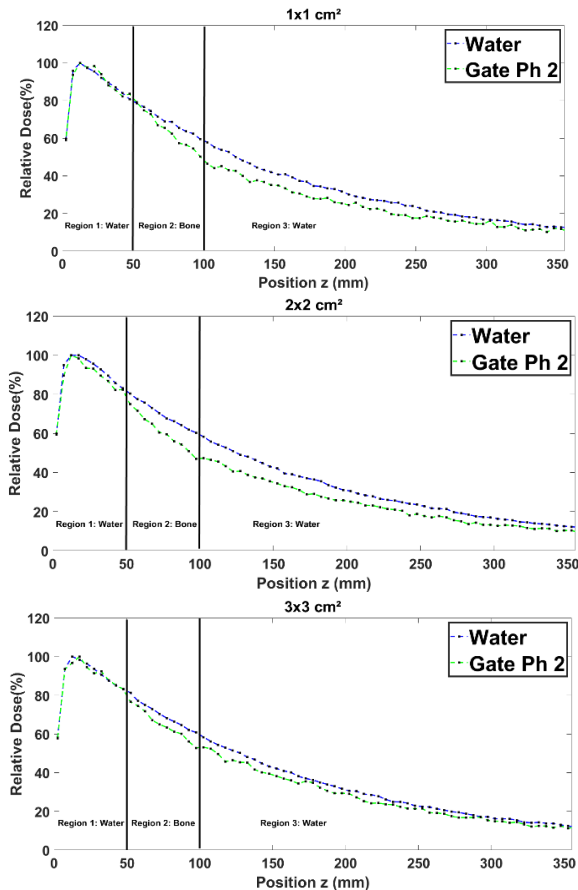 1x1 cm²
120
100
80
60
40
20
0
Relative Dose(%)
Water
Gate Ph 2
Region 1: Water
Region 2: Bone
Region 3: Water
0
50
100
150
200
250
300
350
Position z (mm)
2x2 cm²
120
100
80
60
40
20
0
Relative Dose(%)
Water
Gate Ph 2
Region 1: Water
Region 2: Bone
Region 3: Water
0
50
100
150
200
250
300
350
Position z (mm)
3x3 cm²
120
100
80
60
40
20
0
Relative Dose(%)
Water
Gate Ph 2
Region 1: Water
Region 2: Bone
Region 3: Water
0
50
100
150
200
250
300
350
Position z (mm)